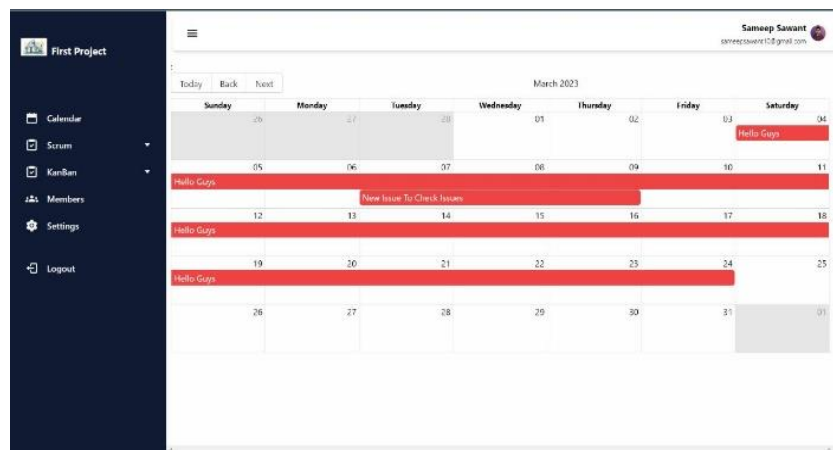 First Project
Calendar
Scrum
KanBan
Members
Settings
Logout
Sameep Sawant
sameepsawant10@gmail.com
Today Back Next
March 2023
Sunday Monday Tuesday Wednesday Thursday Friday Saturday
26 27 28 01 02 03 04
Hello Guys
05 06 07 08 09 10 11
Hello Guys
New Issue To Check Issues
12 13 14 15 16 17 18
Hello Guys
19 20 21 22 23 24 25
Hello Guys
26 27 28 29 30 31 01